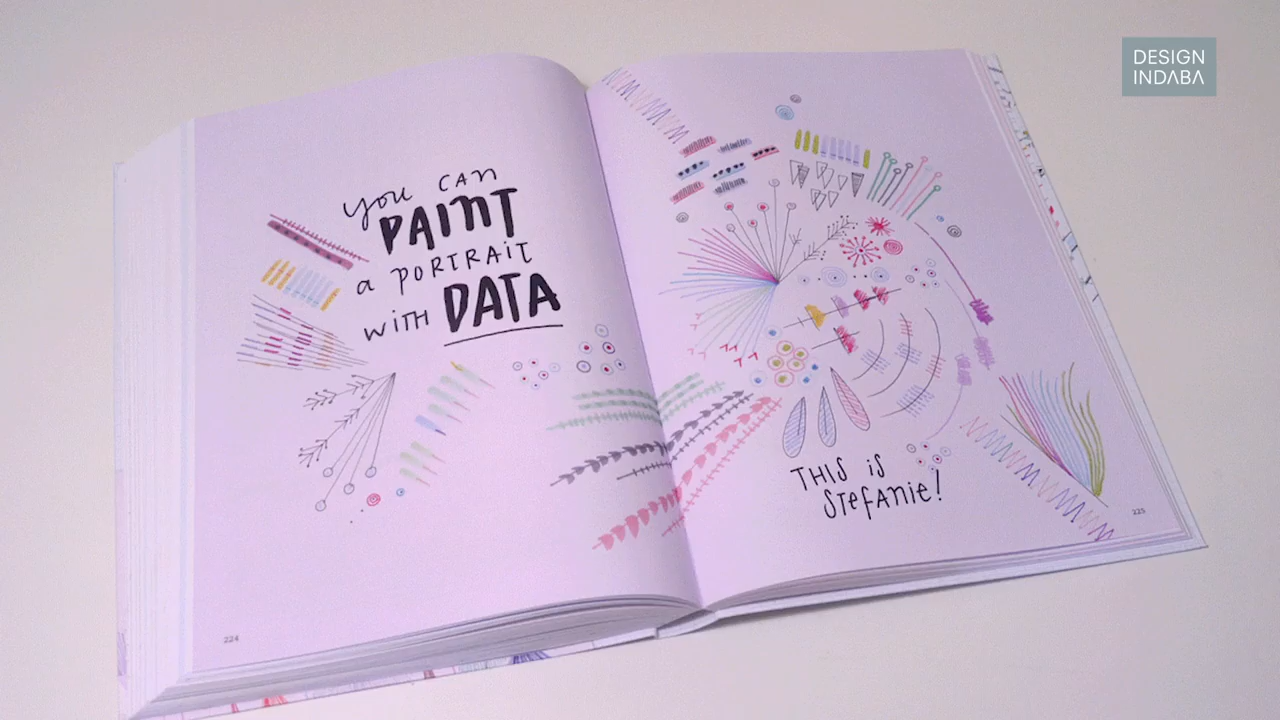 DESIGN
INDABA
you can
PAINT
a PORTRAIT
with DATA
THIS is
Stefanie!
224
225